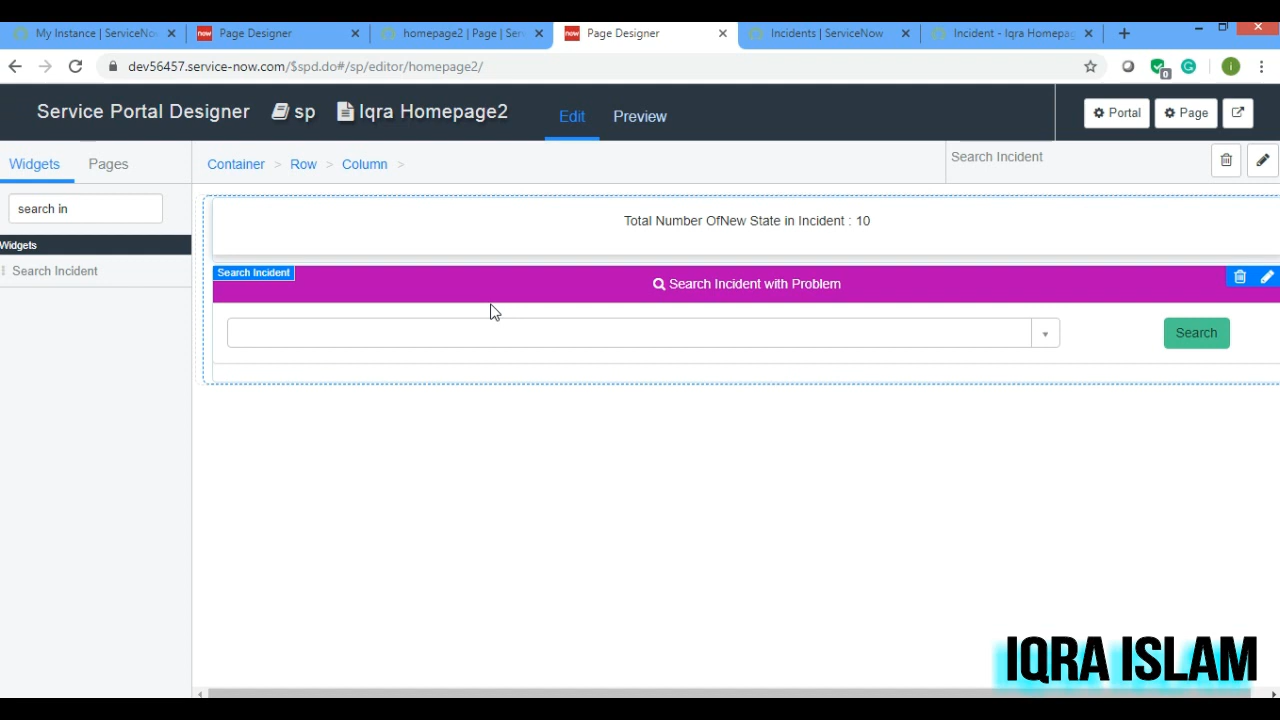 My Instance | ServiceNo
Page Designer
homepage2 | Page | Ser
Page Designer
Incidents | ServiceNow
Incident - Iqra Homepag
dev56457.service-now.com/$spd.do#/sp/editor/homepage2/
0
i
Service Portal Designer
sp
Iqra Homepage2
Edit
Preview
Portal
Page
Widgets
Pages
Container > Row > Column >
Search Incident
search in
Widgets
Search Incident
Total Number OfNew State in Incident : 10
Search Incident
Search Incident with Problem
Search
IQRA ISLAM